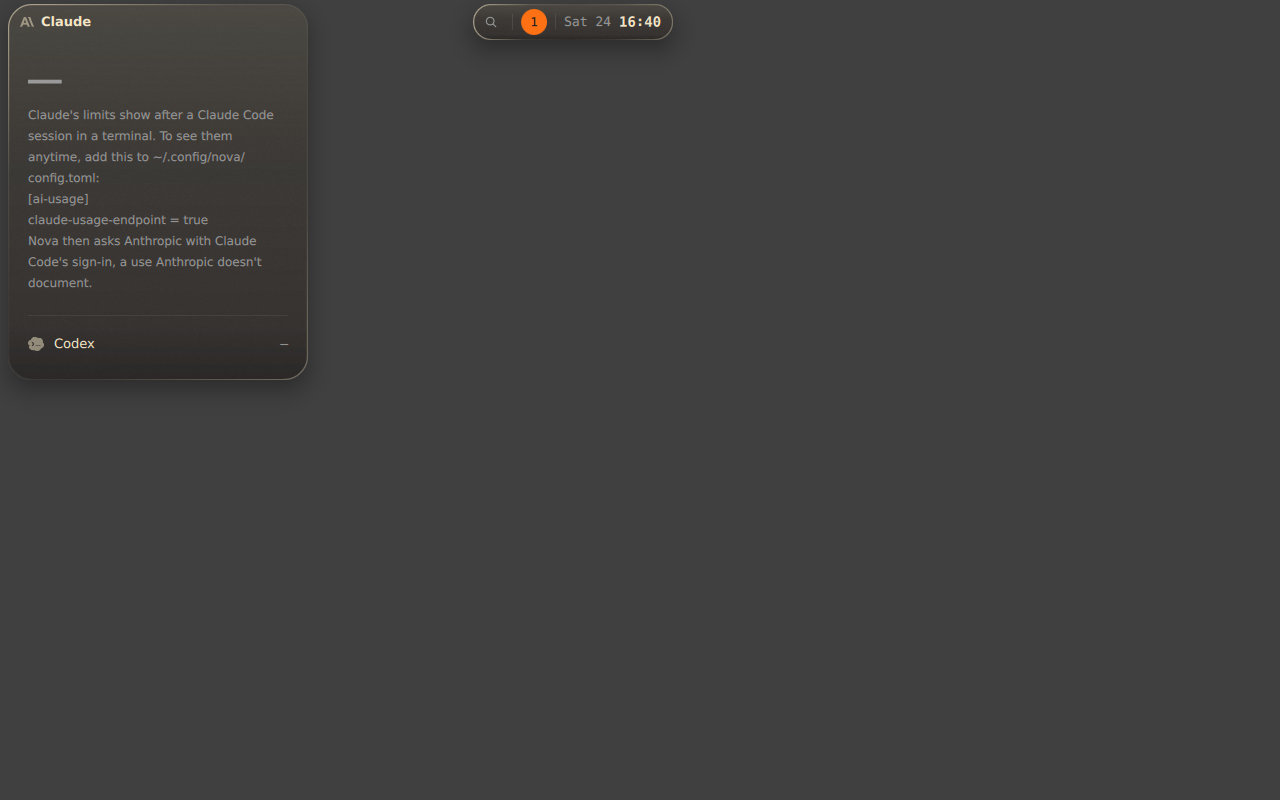 Claude
1
Sat 24 16:40
Claude's limits show after a Claude Code
session in a terminal. To see them
anytime, add this to ~/.config/nova/
config.toml:
[ai-usage]
claude-usage-endpoint = true
Nova then asks Anthropic with Claude
Code's sign-in, a use Anthropic doesn't
document.
Codex –